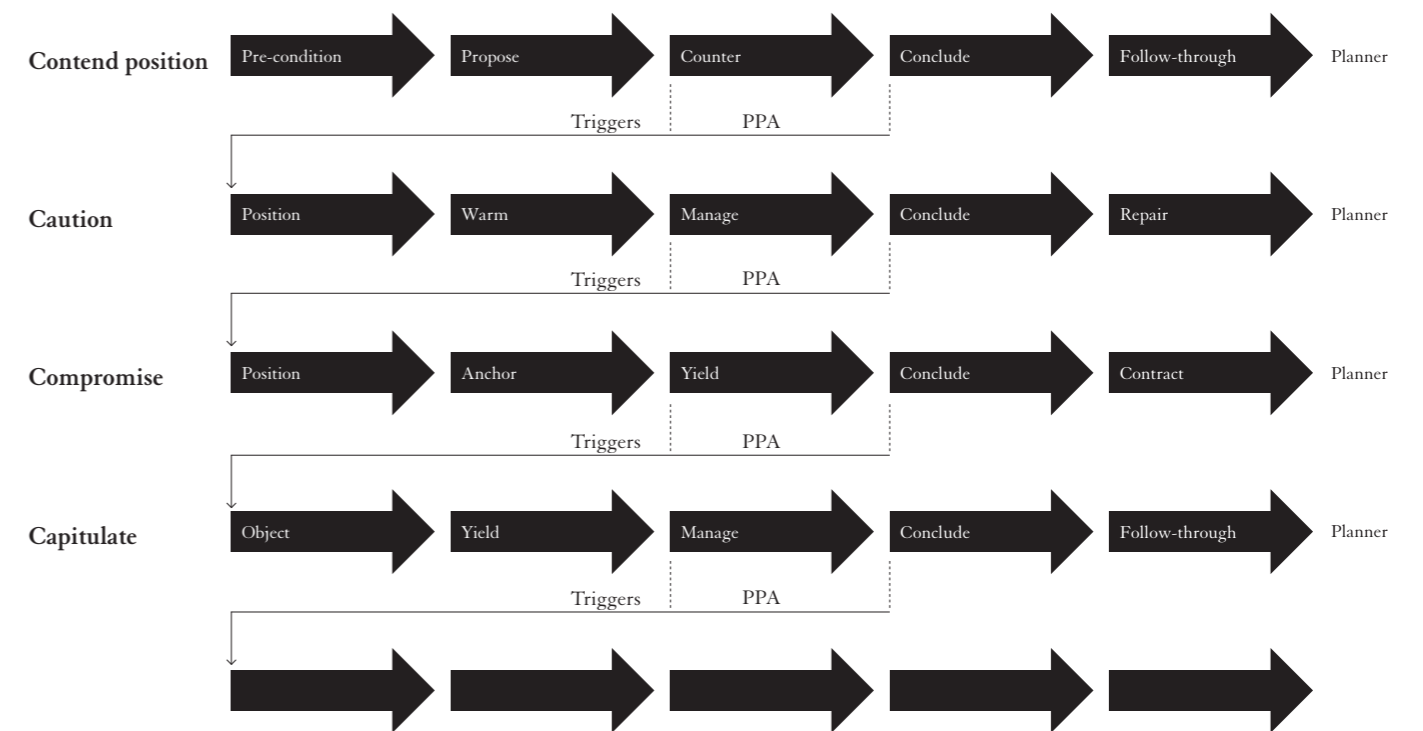 Contend position Pre-condition Propose Counter Conclude Follow-through Planner
Triggers PPA
Caution Position Warm Manage Conclude Repair Planner
Triggers PPA
Compromise Position Anchor Yield Conclude Contract Planner
Triggers PPA
Capitulate Object Yield Manage Conclude Follow-through Planner
Triggers PPA